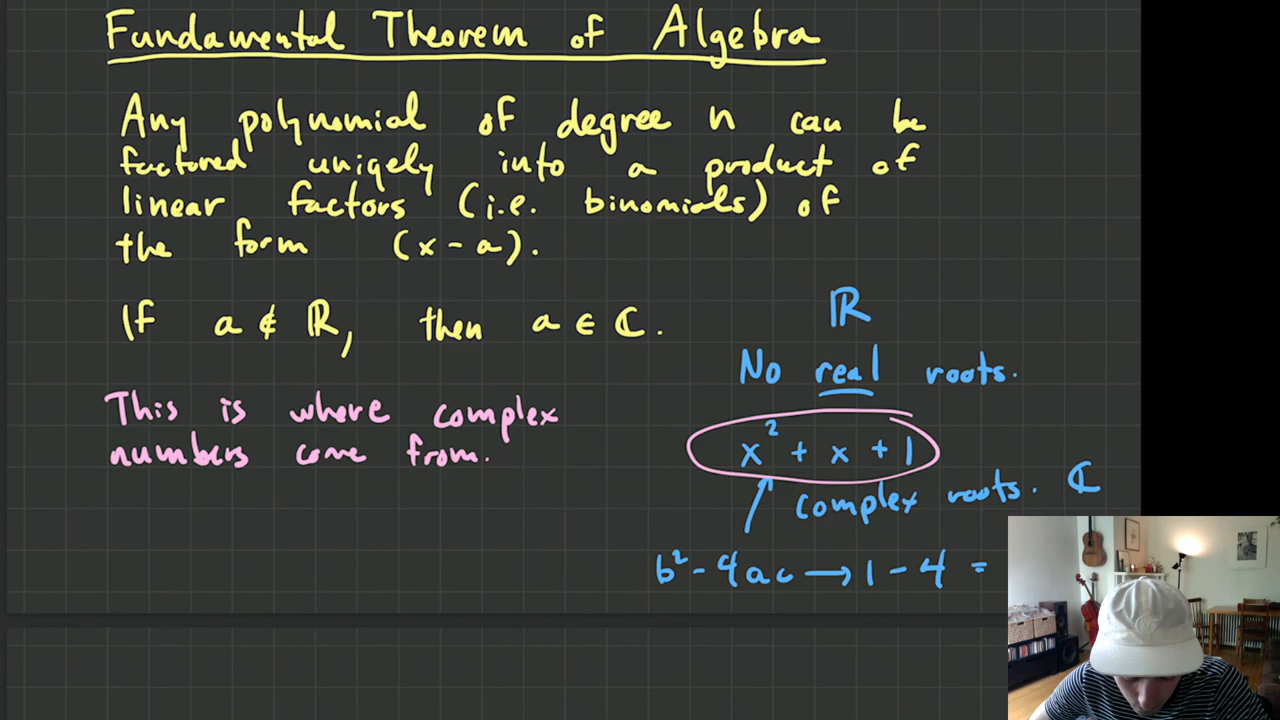 Fundamental Theorem of Algebra
Any polynomial of degree n can be
factored uniqely into a product of
linear factors (i.e. binomials) of
the form (x-a).
If a ∉ ℝ, then a ∈ ℂ.
This is where complex
numbers come from.
ℝ
No real roots.
x² + x + 1
complex roots. ℂ
b²-4ac → 1-4 =